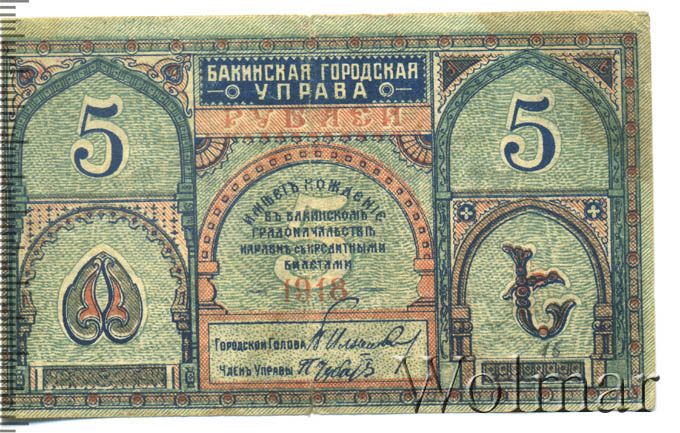 БАКИНСКАЯ ГОРОДСКАЯ
УПРАВА
РУБЛЕЙ
5
5
5
ИМѢЕТЪ ХОЖДЕНІЕ
ВЪ БАКИНСКОМЪ
ГРАДОНАЧАЛЬСТВѢ
НАРАВНѢ СЪ КРЕДИТНЫМИ
БИЛЕТАМИ
1918
ГОРОДСКОЙ ГОЛОВА
ЧЛЕНЪ УПРАВЫ
Wolmar